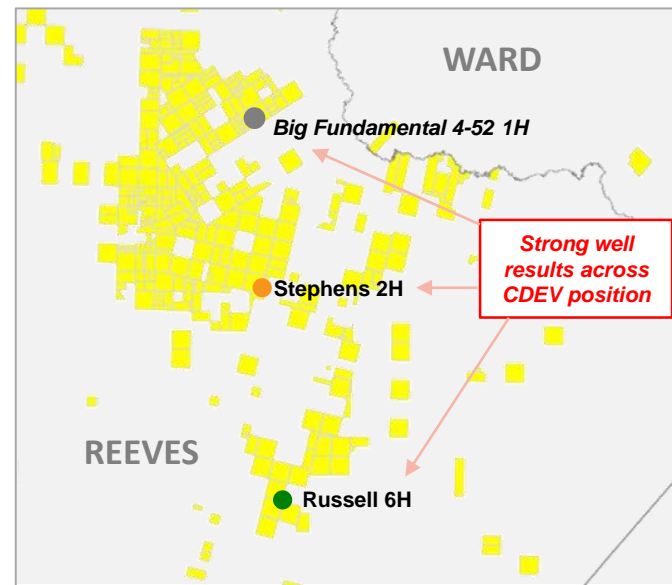 WARD
Big Fundamental 4-52 1H
Strong well
results across
CDEV position
Stephens 2H
REEVES
Russell 6H